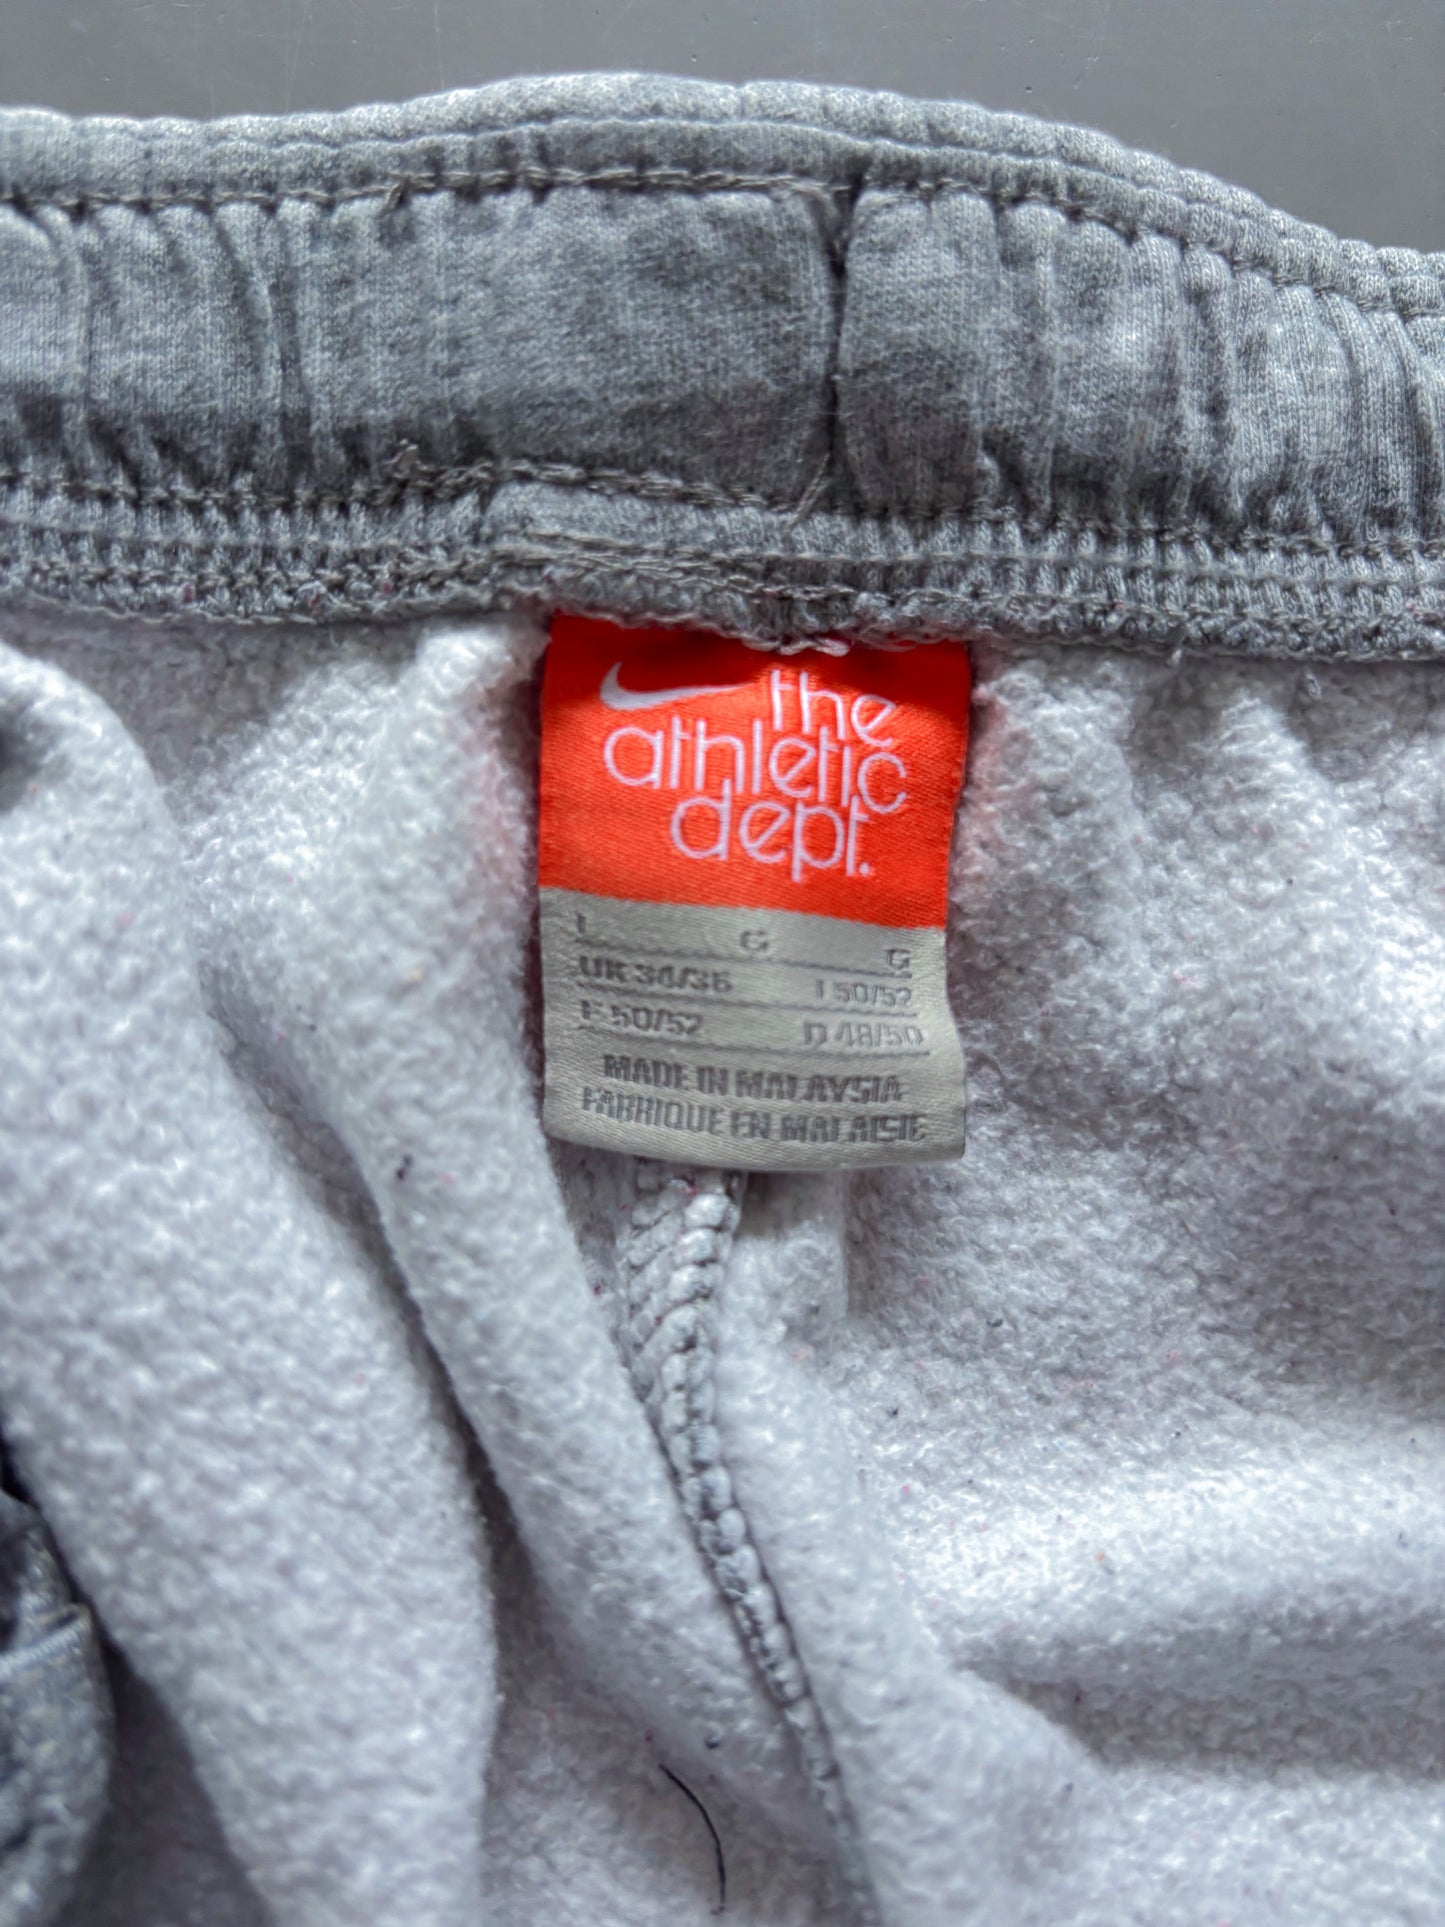 the
athletic
dept.
L G G
UK 34/36 I 50/52
F 50/52 D 48/50
MADE IN MALAYSIA
FABRIQUE EN MALAISIE